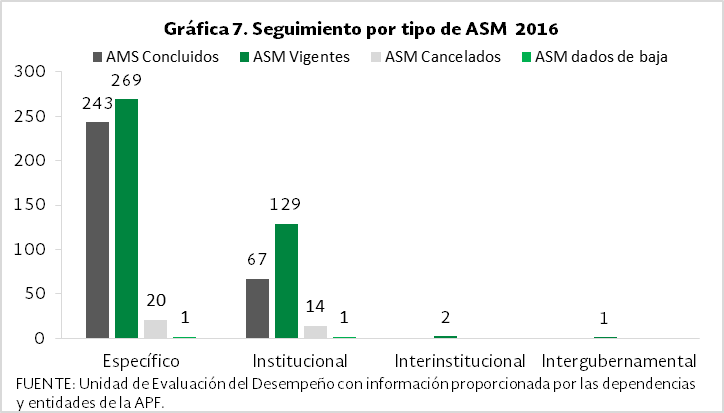 Gráfica 7. Seguimiento por tipo de ASM 2016
AMS Concluidos ASM Vigentes ASM Cancelados ASM dados de baja
300
250
200
150
100
50
0
243 269 20 1
67 129 14 1
2
1
Específico Institucional Interinstitucional Intergubernamental
FUENTE: Unidad de Evaluación del Desempeño con información proporcionada por las dependencias
y entidades de la APF.